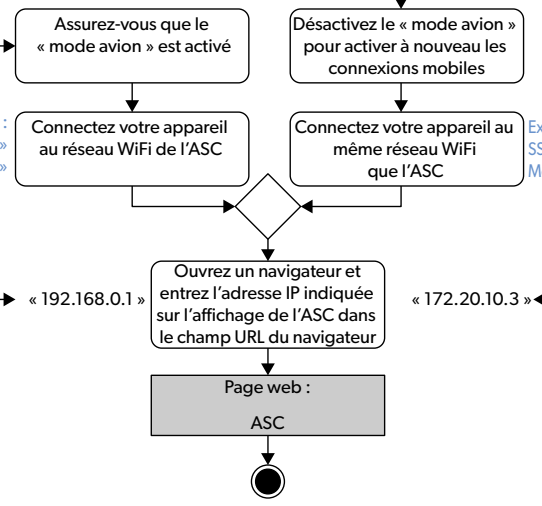 Assurez-vous que le
« mode avion » est activé
Désactivez le « mode avion »
pour activer à nouveau les
connexions mobiles
:
»
»
Connectez votre appareil
au réseau WiFi de l'ASC
Connectez votre appareil au
même réseau WiFi
que l'ASC
Ex
SS
M
« 192.168.0.1 »
Ouvrez un navigateur et
entrez l'adresse IP indiquée
sur l'affichage de l'ASC dans
le champ URL du navigateur
« 172.20.10.3 »
Page web :
ASC